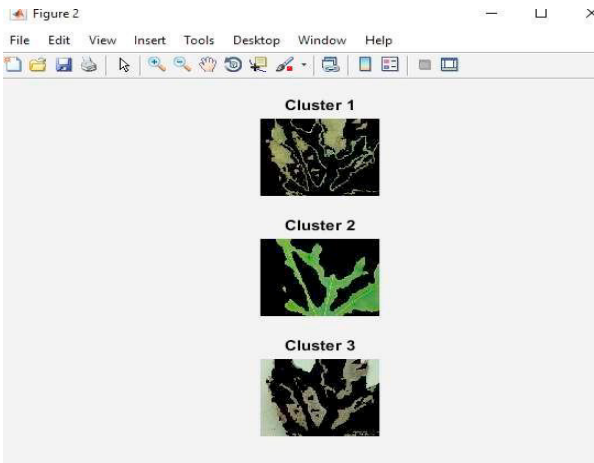 Figure 2
File Edit View Insert Tools Desktop Window Help
Cluster 1
Cluster 2
Cluster 3